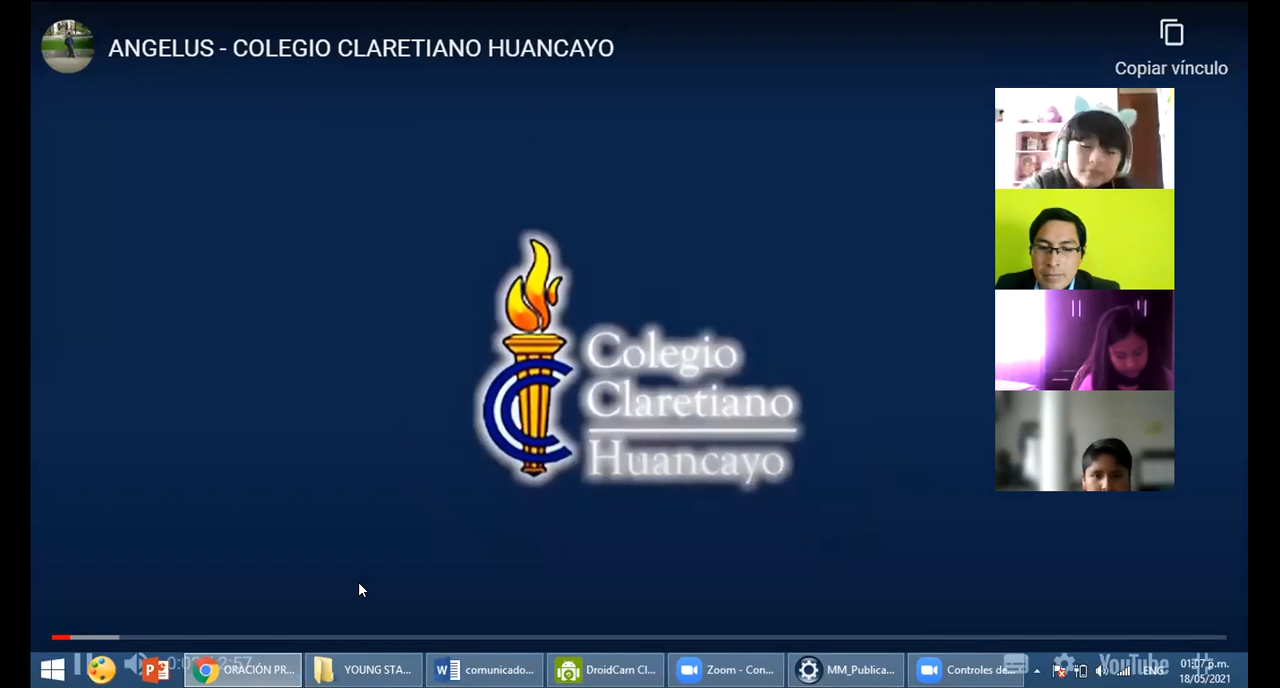 ANGELUS - COLEGIO CLARETIANO HUANCAYO
Copiar vínculo
Colegio
Claretiano
Huancayo
ORACIÓN PR...
YOUNG STA...
comunicado...
DroidCam Cl...
Zoom - Con...
MM_Publica...
Controles de
YouTube
ENG
01:07 p.m.
18/05/2021